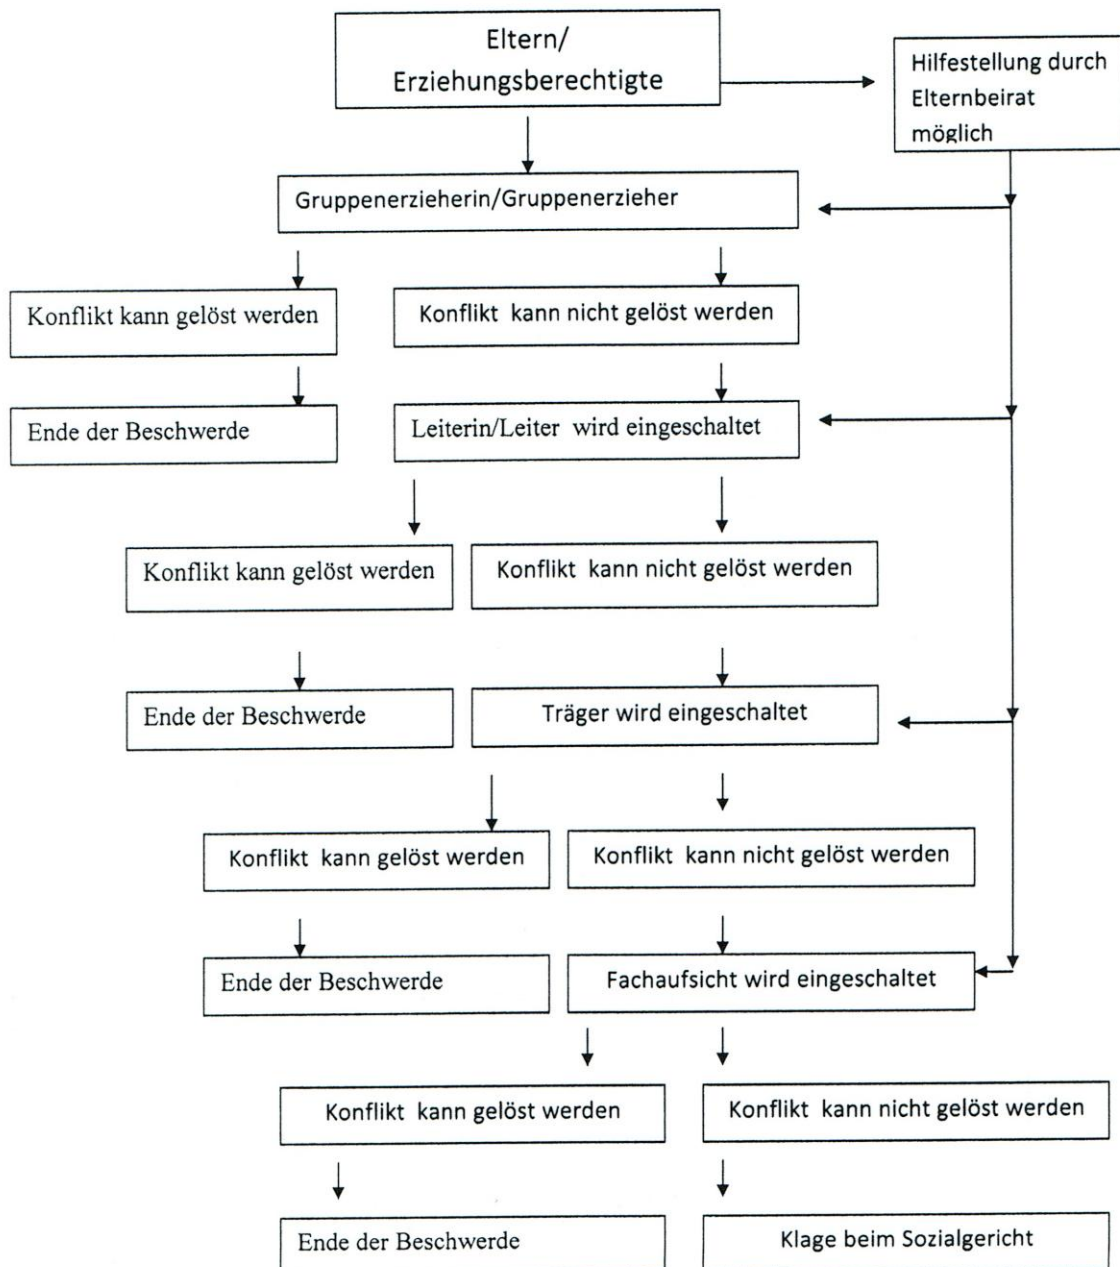 Eltern/
Erziehungsberechtigte
Hilfestellung durch
Elternbeirat
möglich
Gruppenerzieherin/Gruppenerzieher
Konflikt kann gelöst werden
Konflikt kann nicht gelöst werden
Ende der Beschwerde
Leiterin/Leiter wird eingeschaltet
Konflikt kann gelöst werden
Konflikt kann nicht gelöst werden
Ende der Beschwerde
Träger wird eingeschaltet
Konflikt kann gelöst werden
Konflikt kann nicht gelöst werden
Ende der Beschwerde
Fachaufsicht wird eingeschaltet
Konflikt kann gelöst werden
Konflikt kann nicht gelöst werden
Ende der Beschwerde
Klage beim Sozialgericht